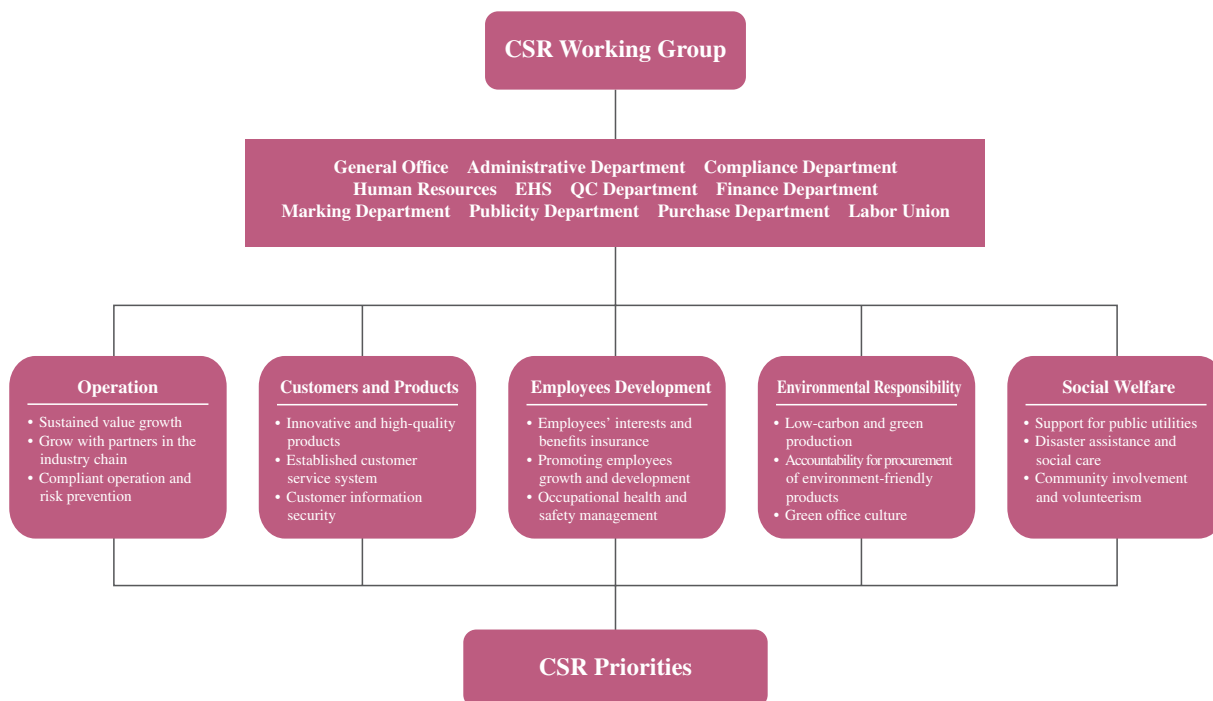 CSR Working Group
General Office Administrative Department Compliance Department
Human Resources EHS QC Department Finance Department
Marking Department Publicity Department Purchase Department Labor Union
Operation
• Sustained value growth
• Grow with partners in the
industry chain
• Compliant operation and
risk prevention
Customers and Products
• Innovative and high-quality
products
• Established customer
service system
• Customer information
security
Employees Development
• Employees’ interests and
benefits insurance
• Promoting employees
growth and development
• Occupational health and
safety management
Environmental Responsibility
• Low-carbon and green
production
• Accountability for procurement
of environment-friendly
products
• Green office culture
Social Welfare
• Support for public utilities
• Disaster assistance and
social care
• Community involvement
and volunteerism
CSR Priorities